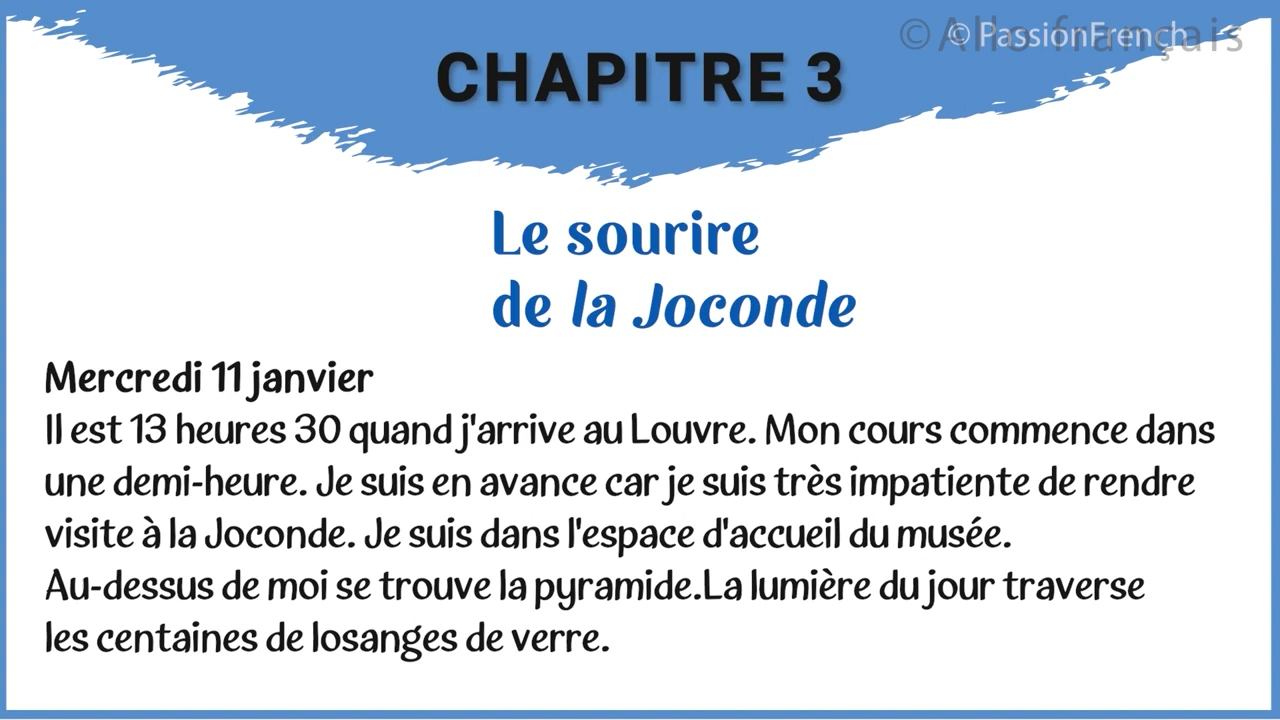 © Allo français
© PassionFrench
CHAPITRE 3
Le sourire
de la Joconde
Mercredi 11 janvier
Il est 13 heures 30 quand j'arrive au Louvre. Mon cours commence dans
une demi-heure. Je suis en avance car je suis très impatiente de rendre
visite à la Joconde. Je suis dans l'espace d'accueil du musée.
Au-dessus de moi se trouve la pyramide.La lumière du jour traverse
les centaines de losanges de verre.